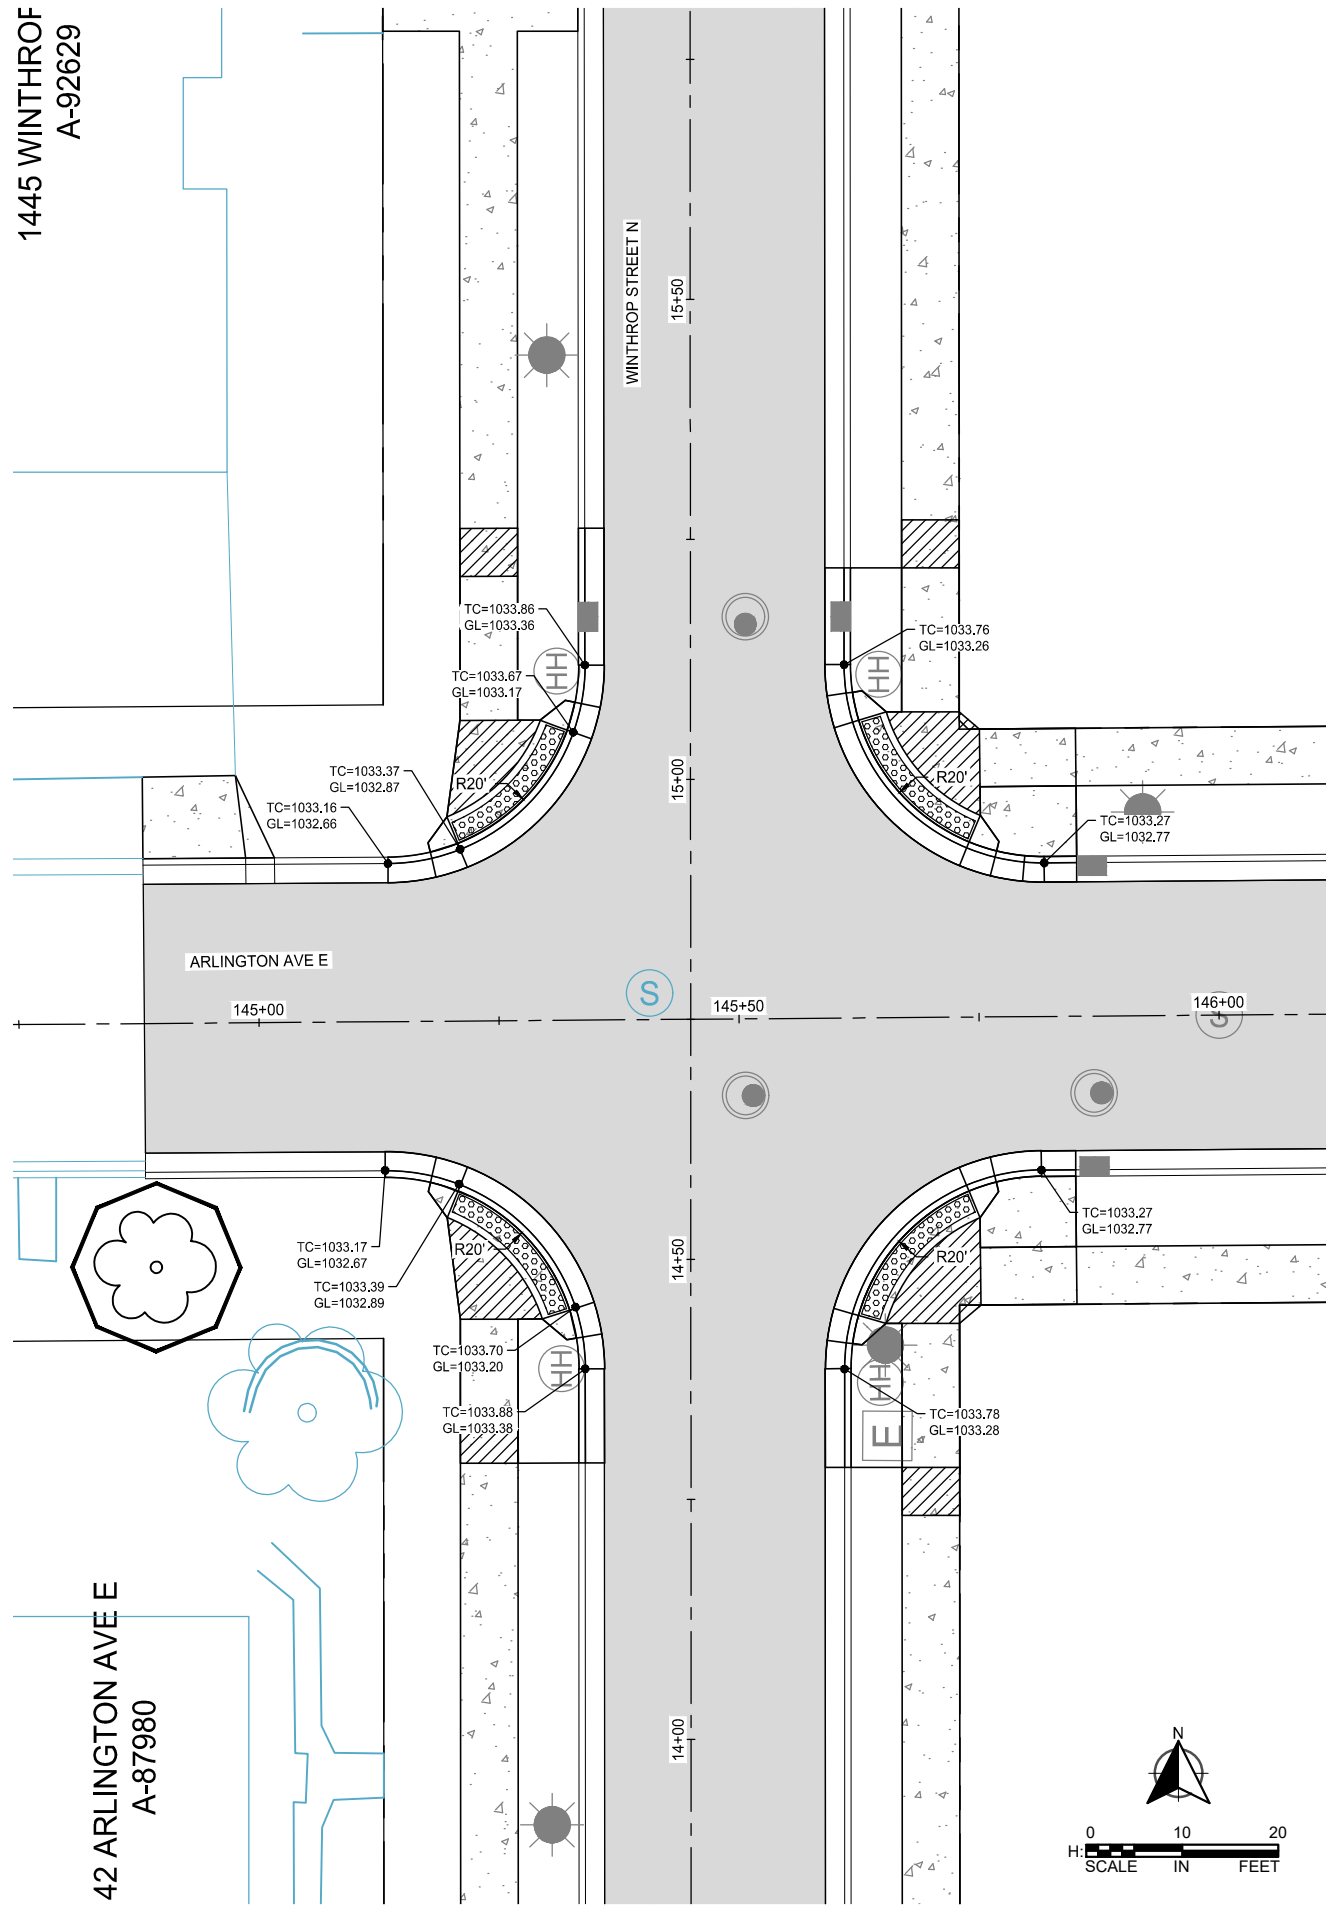 1445 WINTHROP
A-92629
WINTHROP STREET N
15+50
TC=1033.86
GL=1033.36
TC=1033.67
GL=1033.17
TC=1033.37
GL=1032.87
TC=1033.16
GL=1032.66
R20'
HH
15+00
HH
TC=1033.76
GL=1033.26
R20'
TC=1033.27
GL=1032.77
ARLINGTON AVE E
145+00
S
145+50
146+00
S
TC=1033.17
GL=1032.67
TC=1033.39
GL=1032.89
R20'
TC=1033.70
GL=1033.20
HH
TC=1033.88
GL=1033.38
14+50
R20'
TC=1033.27
GL=1032.77
HH
E
TC=1033.78
GL=1033.28
42 ARLINGTON AVE E
A-87980
14+00
N
0 10 20
H:
SCALE IN FEET